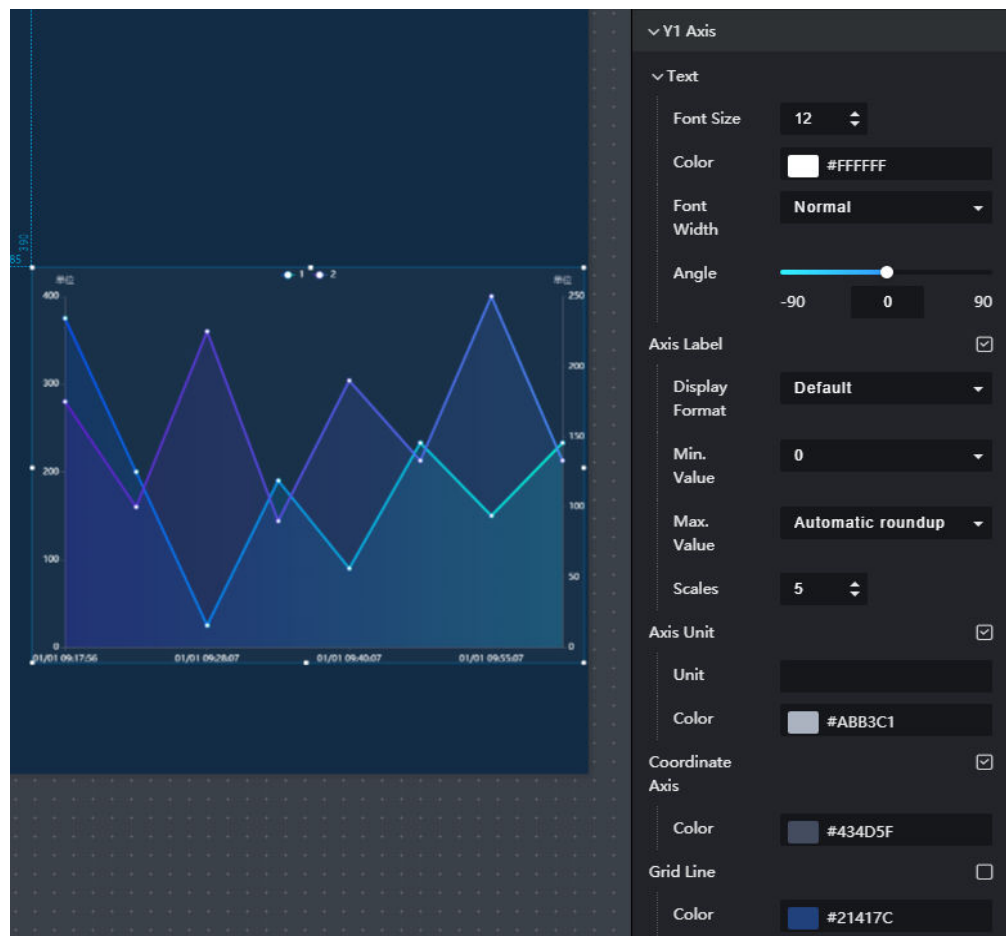 390
85
单位
1
2
单位
400
300
200
100
0
250
200
150
100
50
0
01/01 09:17:56
01/01 09:28:07
01/01 09:40:07
01/01 09:55:07
Y1 Axis
Text
Font Size
12
Color
#FFFFFF
Font
Width
Normal
Angle
-90
0
90
Axis Label
Display
Format
Default
Min.
Value
0
Max.
Value
Automatic roundup
Scales
5
Axis Unit
Unit
Color
#ABB3C1
Coordinate
Axis
Color
#434D5F
Grid Line
Color
#21417C